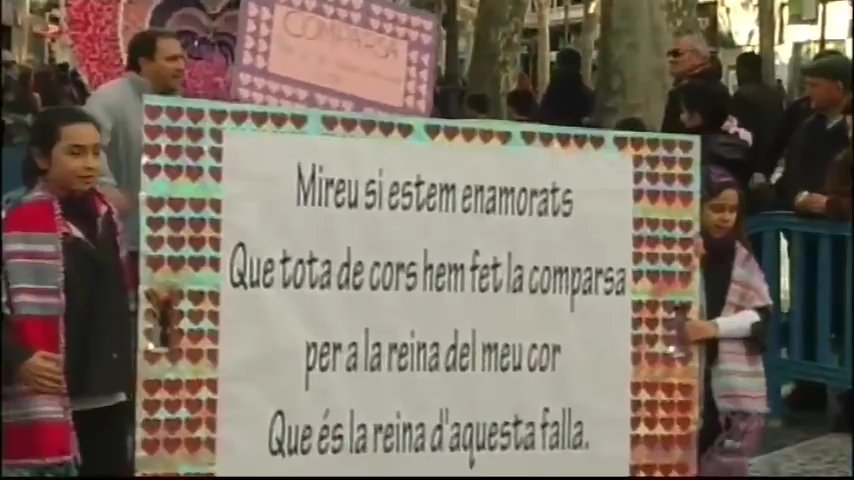 COMPARSA
Mireu si estem enamorats
Que tota de cors hem fet la comparsa
per a la reina del meu cor
Que és la reina d'aquesta falla.